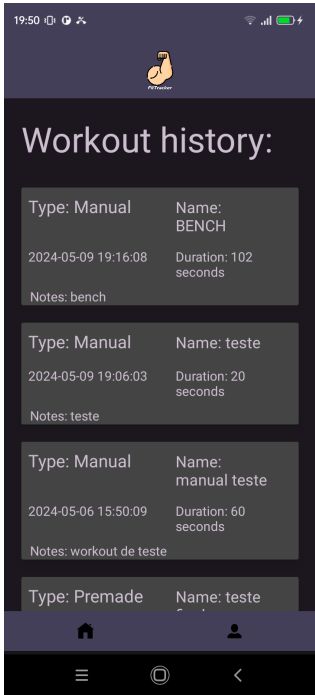 19:50
FitTracker
Workout history:
Type: Manual
Name:
BENCH
2024-05-09 19:16:08
Duration: 102
seconds
Notes: bench
Type: Manual
Name: teste
2024-05-09 19:06:03
Duration: 20
seconds
Notes: teste
Type: Manual
Name:
manual teste
2024-05-06 15:50:09
Duration: 60
seconds
Notes: workout de teste
Type: Premade
Name: teste